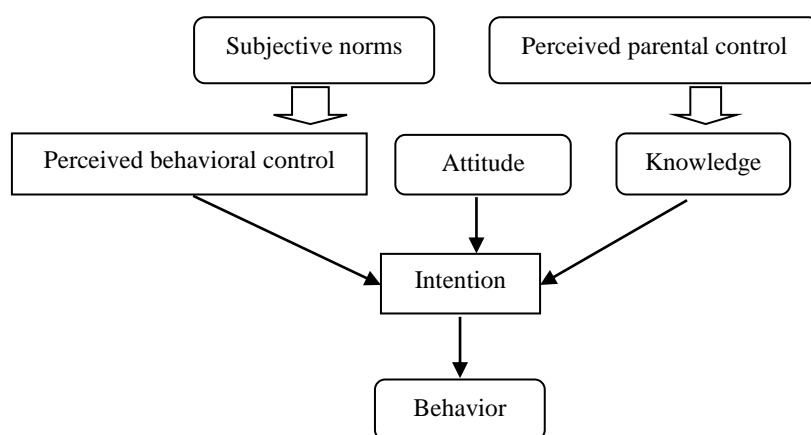 Subjective norms
Perceived parental control
Perceived behavioral control
Attitude
Knowledge
Intention
Behavior